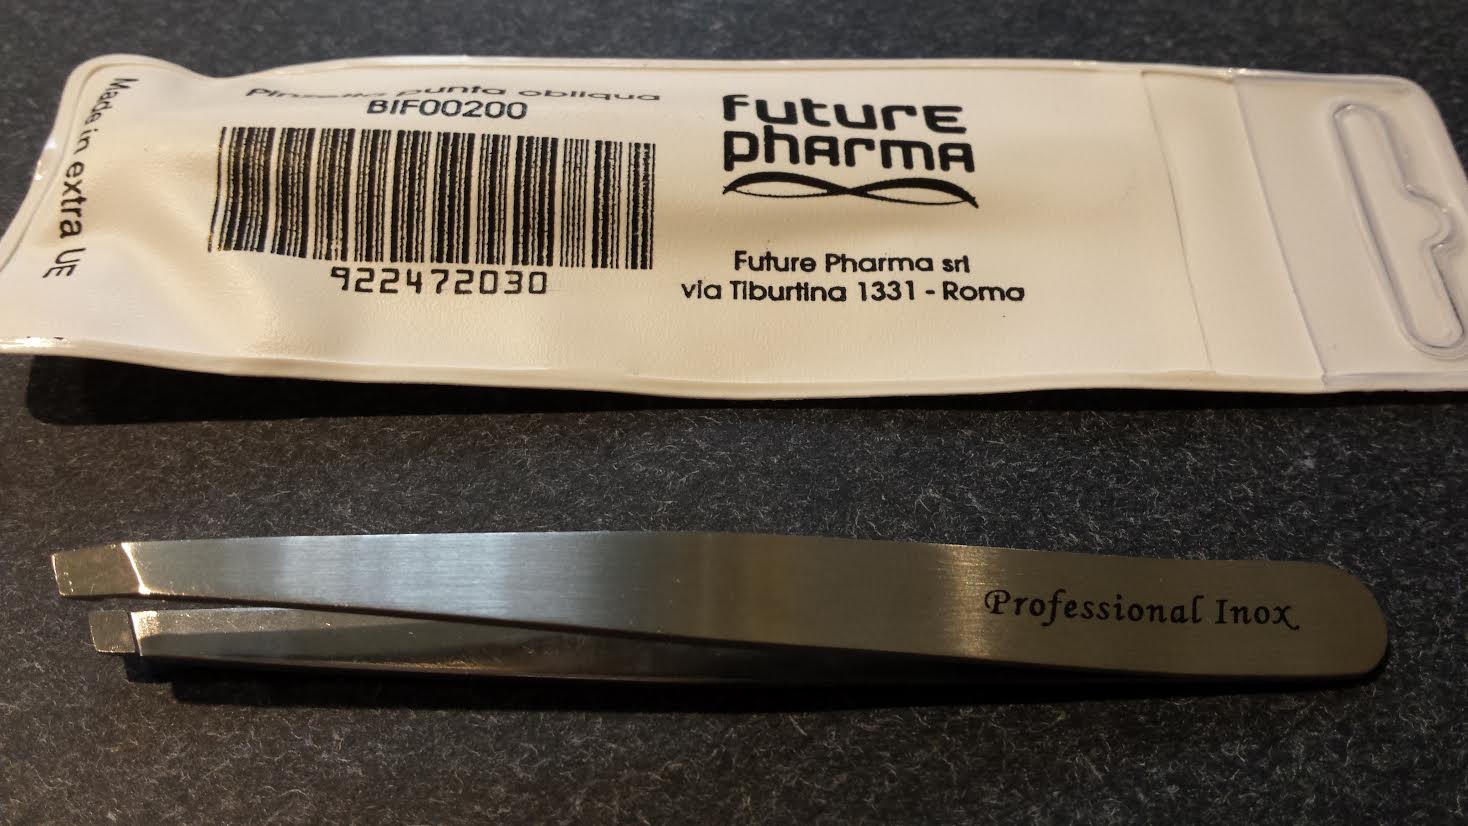 Made in extra UE
Pinzetta punta obliqua
BIF00200
922472030
Future
pharma
Future Pharma srl
via Tiburtina 1331 - Roma
Professional Inox